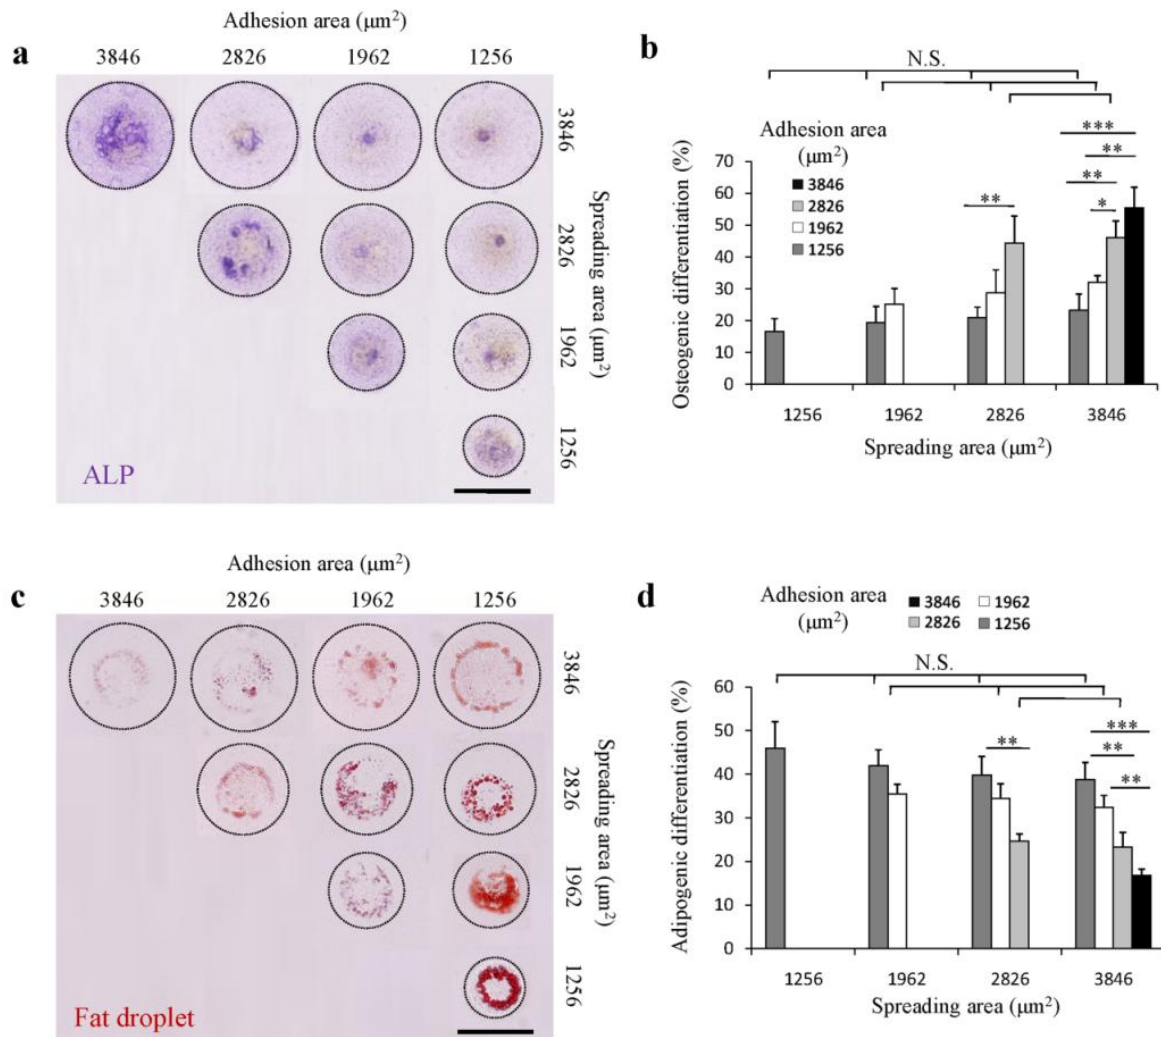 a
Adhesion area (μm²)
3846 2826 1962 1256
3846
2826
1962
1256
Spreading area (μm²)
ALP
b
N.S.
Adhesion area
(μm²)
3846
2826
1962
1256
***
**
**
*
**
70
60
50
40
30
20
10
0
Osteogenic differentiation (%)
1256 1962 2826 3846
Spreading area (μm²)
c
Adhesion area (μm²)
3846 2826 1962 1256
3846
2826
1962
1256
Spreading area (μm²)
Fat droplet
d
Adhesion area
(μm²)
3846 1962
2826 1256
N.S.
***
**
**
**
60
50
40
30
20
10
0
Adipogenic differentiation (%)
1256 1962 2826 3846
Spreading area (μm²)